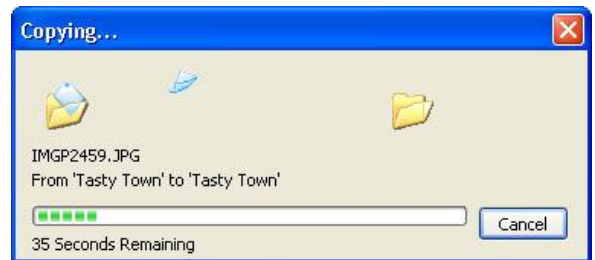 Copying...
IMGP2459.JPG
From 'Tasty Town' to 'Tasty Town'
Cancel
35 Seconds Remaining